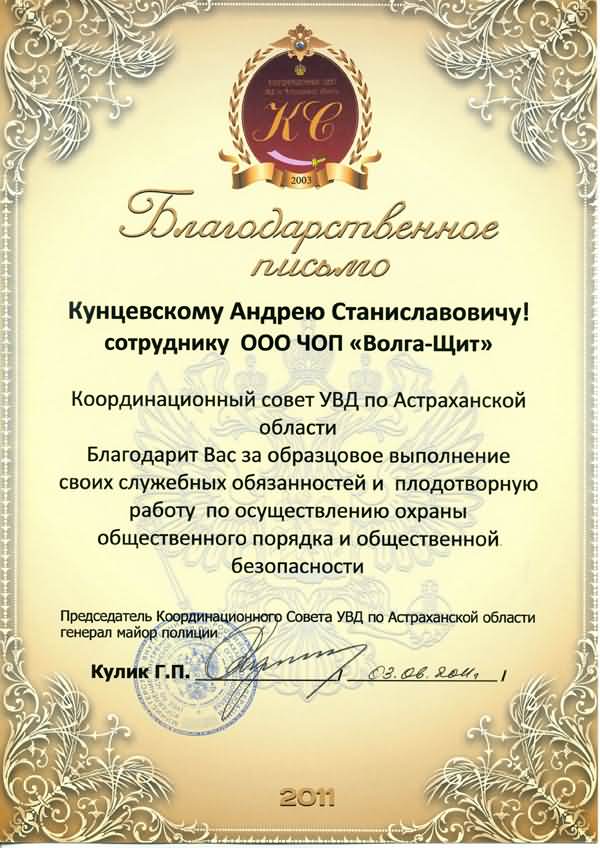 КООРДИНАЦИОННЫЙ СОВЕТ
УВД по Астраханской области
КС
2003
Благодарственное
письмо
Кунцевскому Андрею Станиславовичу!
сотруднику ООО ЧОП «Волга-Щит»
Координационный совет УВД по Астраханской
области
Благодарит Вас за образцовое выполнение
своих служебных обязанностей и плодотворную
работу по осуществлению охраны
общественного порядка и общественной
безопасности
Председатель Координационного Совета УВД по Астраханской области
генерал майор полиции
Кулик Г.П. / 03.06.2011г /
2011